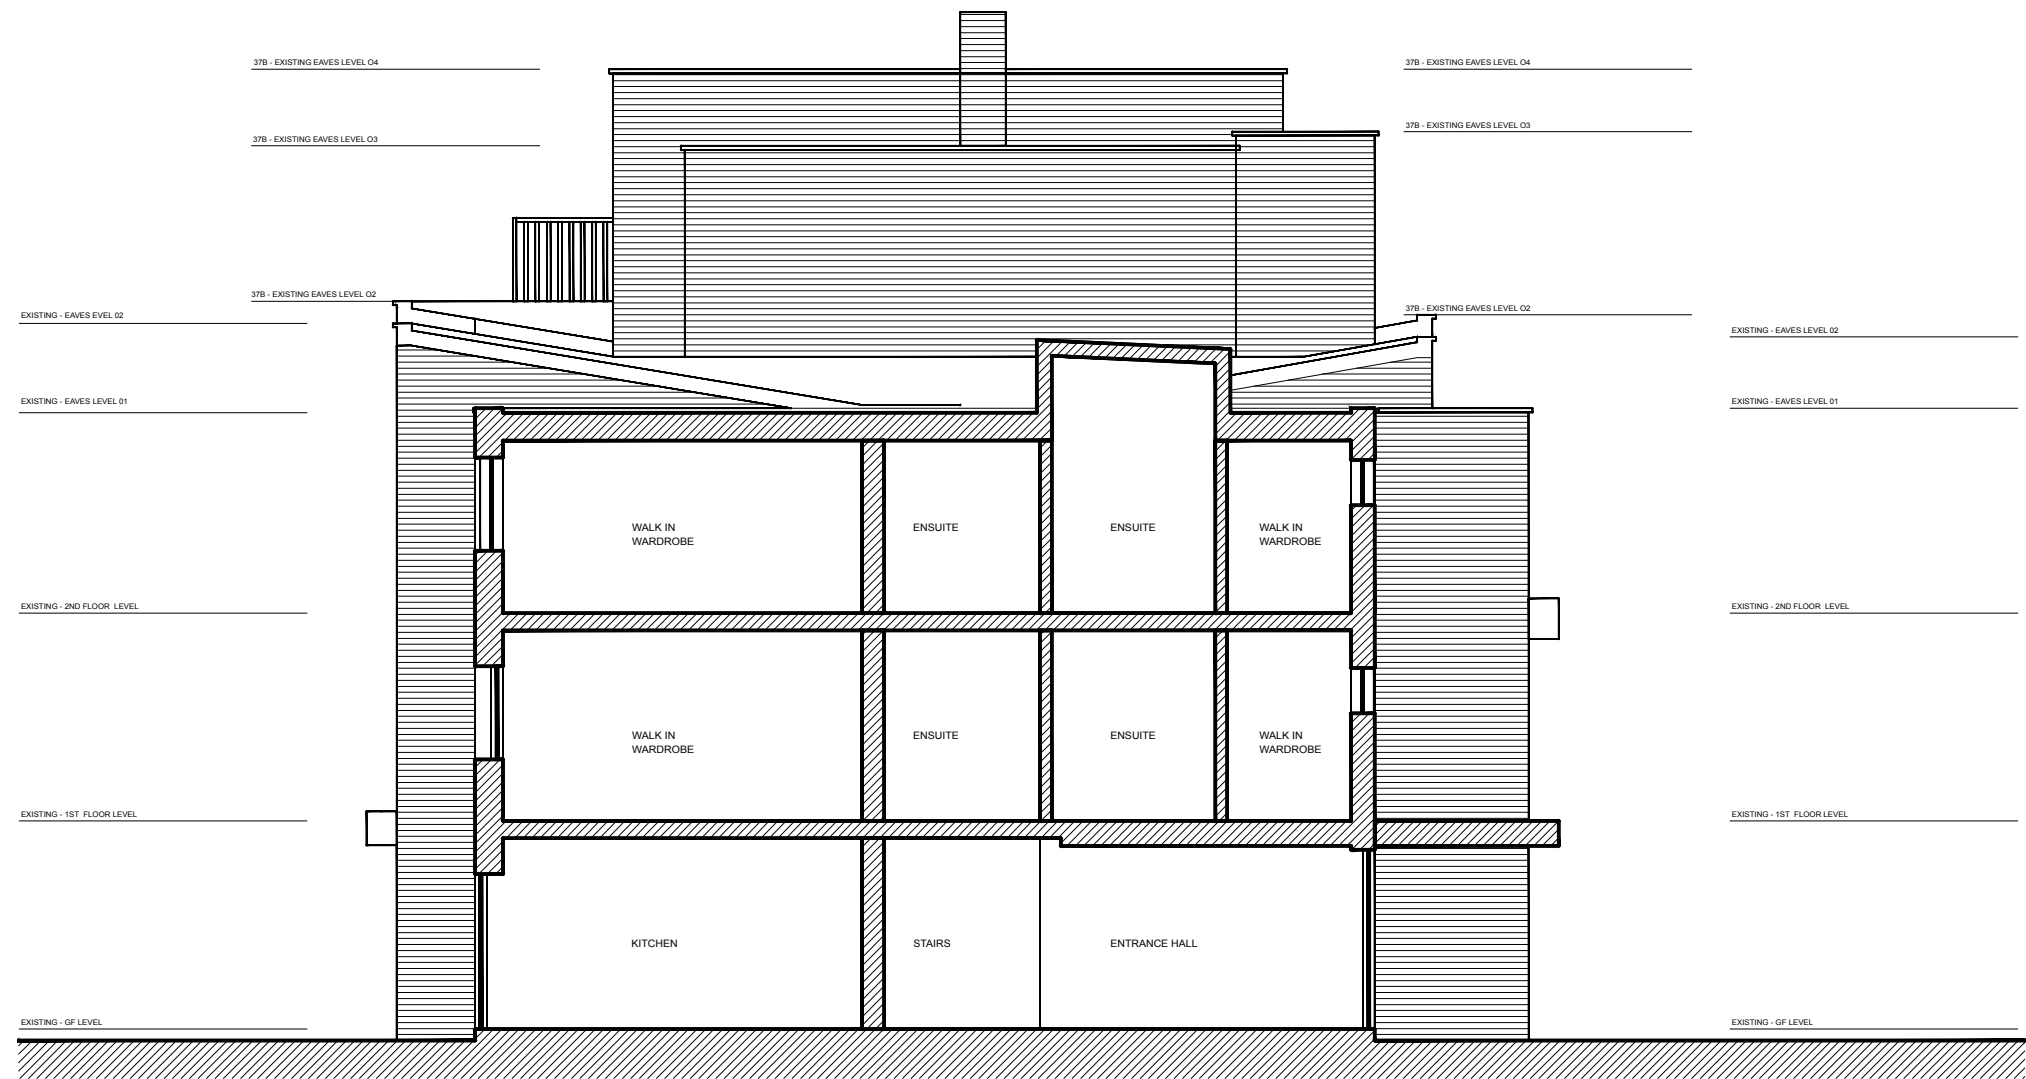 37B - EXISTING EAVES LEVEL O4
37B - EXISTING EAVES LEVEL O4
37B - EXISTING EAVES LEVEL O3
37B - EXISTING EAVES LEVEL O3
37B - EXISTING EAVES LEVEL O2
37B - EXISTING EAVES LEVEL O2
EXISTING - EAVES EVEL 02
EXISTING - EAVES LEVEL 02
EXISTING - EAVES LEVEL 01
EXISTING - EAVES LEVEL 01
WALK IN
WARDROBE
ENSUITE
ENSUITE
WALK IN
WARDROBE
EXISTING - 2ND FLOOR LEVEL
EXISTING - 2ND FLOOR LEVEL
WALK IN
WARDROBE
ENSUITE
ENSUITE
WALK IN
WARDROBE
EXISTING - 1ST FLOOR LEVEL
EXISTING - 1ST FLOOR LEVEL
KITCHEN
STAIRS
ENTRANCE HALL
EXISTING - GF LEVEL
EXISTING - GF LEVEL